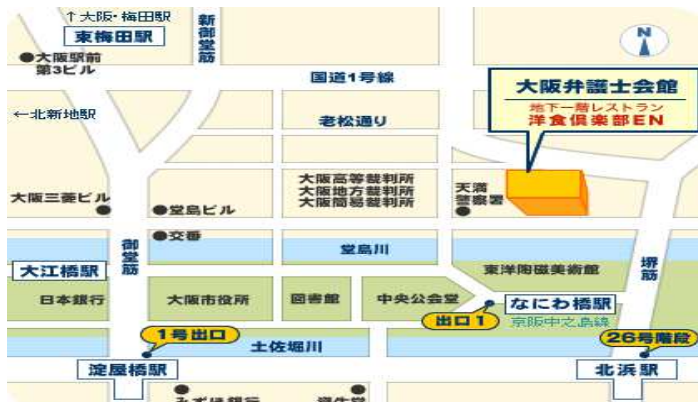 ↑大阪・梅田駅
東梅田駅
新御堂筋
N
●大阪駅前
第3ビル
国道1号線
大阪弁護士会館
地下一階レストラン
洋食倶楽部EN
←北新地駅
老松通り
大阪高等裁判所
大阪地方裁判所
大阪簡易裁判所
天満
警察署
大阪三菱ビル
●堂島ビル
●交番
御堂筋
堂島川
堺筋
大江橋駅
東洋陶磁美術館
日本銀行
大阪市役所
図書館
中央公会堂
なにわ橋駅
出口1
京阪中之島線
1号出口
土佐堀川
26号階段
淀屋橋駅
北浜駅